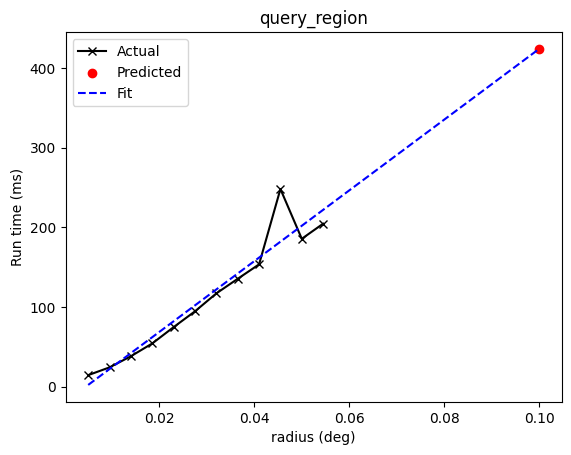 query_region
Actual
Predicted
Fit
400
300
200
100
0
Run time (ms)
0.02 0.04 0.06 0.08 0.10
radius (deg)